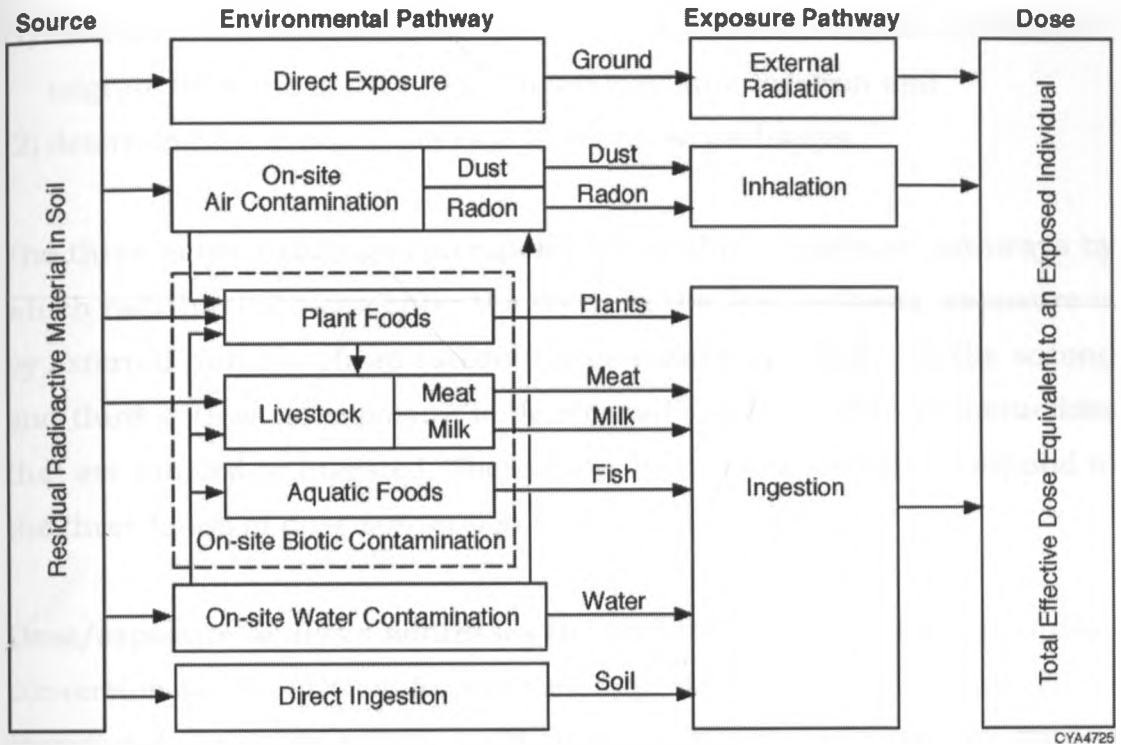 Source
Environmental Pathway
Exposure Pathway
Dose
Residual Radioactive Material in Soil
Direct Exposure
Ground
External
Radiation
On-site
Air Contamination
Dust
Radon
Dust
Radon
Inhalation
Plant Foods
Plants
Livestock
Meat
Milk
Meat
Milk
Aquatic Foods
Fish
On-site Biotic Contamination
Ingestion
On-site Water Contamination
Water
Direct Ingestion
Soil
Total Effective Dose Equivalent to an Exposed Individual
CYA4725